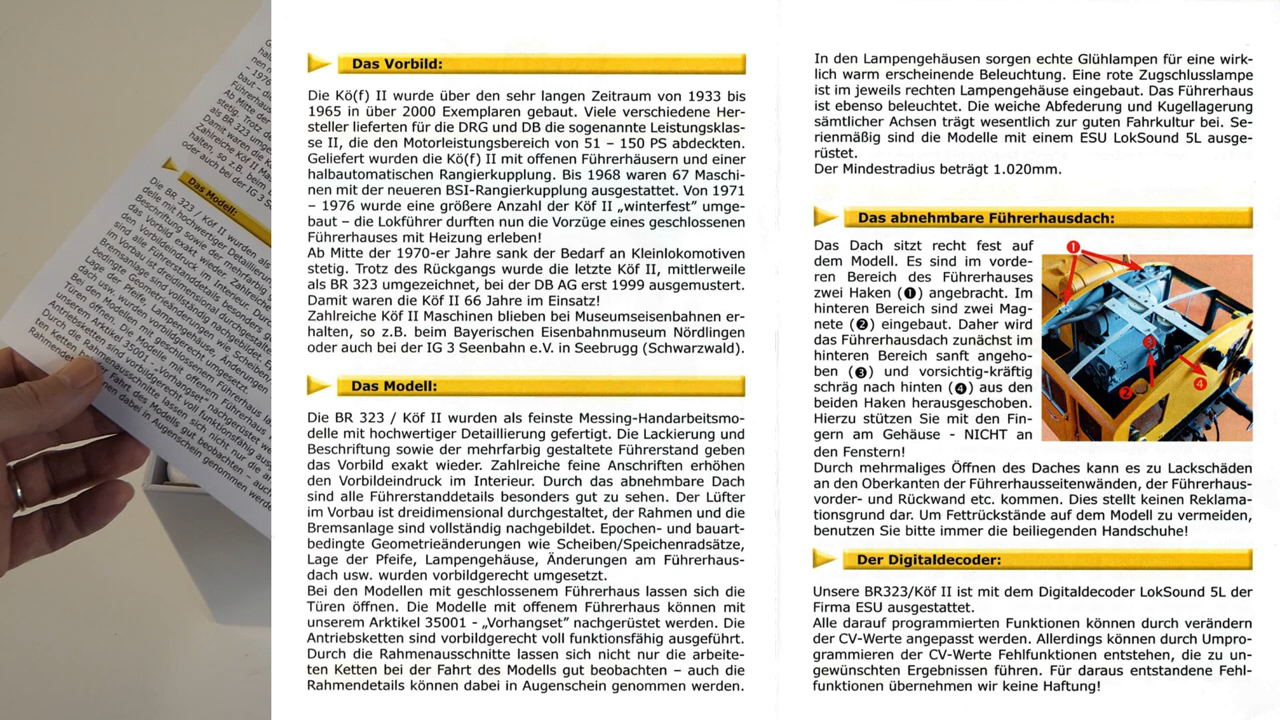 Das Vorbild:
Die Kö(f) II wurde über den sehr langen Zeitraum von 1933 bis
1965 in über 2000 Exemplaren gebaut. Viele verschiedene Her-
steller lieferten für die DRG und DB die sogenannte Leistungsklas-
se II, die den Motorleistungsbereich von 51 – 150 PS abdeckten.
Geliefert wurden die Kö(f) II mit offenen Führerhäusern und einer
halbautomatischen Rangierkupplung. Bis 1968 waren 67 Maschi-
nen mit der neueren BSI-Rangierkupplung ausgestattet. Von 1971
– 1976 wurde eine größere Anzahl der Köf II „winterfest" umge-
baut – die Lokführer durften nun die Vorzüge eines geschlossenen
Führerhauses mit Heizung erleben!
Ab Mitte der 1970-er Jahre sank der Bedarf an Kleinlokomotiven
stetig. Trotz des Rückgangs wurde die letzte Köf II, mittlerweile
als BR 323 umgezeichnet, bei der DB AG erst 1999 ausgemustert.
Damit waren die Köf II 66 Jahre im Einsatz!
Zahlreiche Köf II Maschinen blieben bei Museumseisenbahnen er-
halten, so z.B. beim Bayerischen Eisenbahnmuseum Nördlingen
oder auch bei der IG 3 Seenbahn e.V. in Seebrugg (Schwarzwald).
Das Modell:
Die BR 323 / Köf II wurden als feinste Messing-Handarbeitsmo-
delle mit hochwertiger Detaillierung gefertigt. Die Lackierung und
Beschriftung sowie der mehrfarbig gestaltete Führerstand geben
das Vorbild exakt wieder. Zahlreiche feine Anschriften erhöhen
den Vorbildeindruck im Interieur. Durch das abnehmbare Dach
sind alle Führerstanddetails besonders gut zu sehen. Der Lüfter
im Vorbau ist dreidimensional durchgestaltet, der Rahmen und die
Bremsanlage sind vollständig nachgebildet. Epochen- und bauart-
bedingte Geometrieänderungen wie Scheiben/Speichenradsätze,
Lage der Pfeife, Lampengehäuse, Änderungen am Führerhaus-
dach usw. wurden vorbildgerecht umgesetzt.
Bei den Modellen mit geschlossenem Führerhaus lassen sich die
Türen öffnen. Die Modelle mit offenem Führerhaus können mit
unserem Arktikel 35001 - „Vorhangset" nachgerüstet werden. Die
Antriebsketten sind vorbildgerecht voll funktionsfähig ausgeführt.
Durch die Rahmenausschnitte lassen sich nicht nur die arbeite-
ten Ketten bei der Fahrt des Modells gut beobachten – auch die
Rahmendetails können dabei in Augenschein genommen werden.
In den Lampengehäusen sorgen echte Glühlampen für eine wirk-
lich warm erscheinende Beleuchtung. Eine rote Zugschlusslampe
ist im jeweils rechten Lampengehäuse eingebaut. Das Führerhaus
ist ebenso beleuchtet. Die weiche Abfederung und Kugellagerung
sämtlicher Achsen trägt wesentlich zur guten Fahrkultur bei. Se-
rienmäßig sind die Modelle mit einem ESU LokSound 5L ausge-
rüstet.
Der Mindestradius beträgt 1.020mm.
Das abnehmbare Führerhausdach:
Das Dach sitzt recht fest auf
dem Modell. Es sind im vorde-
ren Bereich des Führerhauses
zwei Haken (❶) angebracht. Im
hinteren Bereich sind zwei Mag-
nete (❷) eingebaut. Daher wird
das Führerhausdach zunächst im
hinteren Bereich sanft angeho-
ben (❸) und vorsichtig-kräftig
schräg nach hinten (❹) aus den
beiden Haken herausgeschoben.
Hierzu stützen Sie mit den Fin-
gern am Gehäuse - NICHT an
den Fenstern!
Durch mehrmaliges Öffnen des Daches kann es zu Lackschäden
an den Oberkanten der Führerhausseitenwänden, der Führerhaus-
vorder- und Rückwand etc. kommen. Dies stellt keinen Reklama-
tionsgrund dar. Um Fettrückstände auf dem Modell zu vermeiden,
benutzen Sie bitte immer die beiliegenden Handschuhe!
Der Digitaldecoder:
Unsere BR323/Köf II ist mit dem Digitaldecoder LokSound 5L der
Firma ESU ausgestattet.
Alle darauf programmierten Funktionen können durch verändern
der CV-Werte angepasst werden. Allerdings können durch Umpro-
grammieren der CV-Werte Fehlfunktionen entstehen, die zu un-
gewünschten Ergebnissen führen. Für daraus entstandene Fehl-
funktionen übernehmen wir keine Haftung!